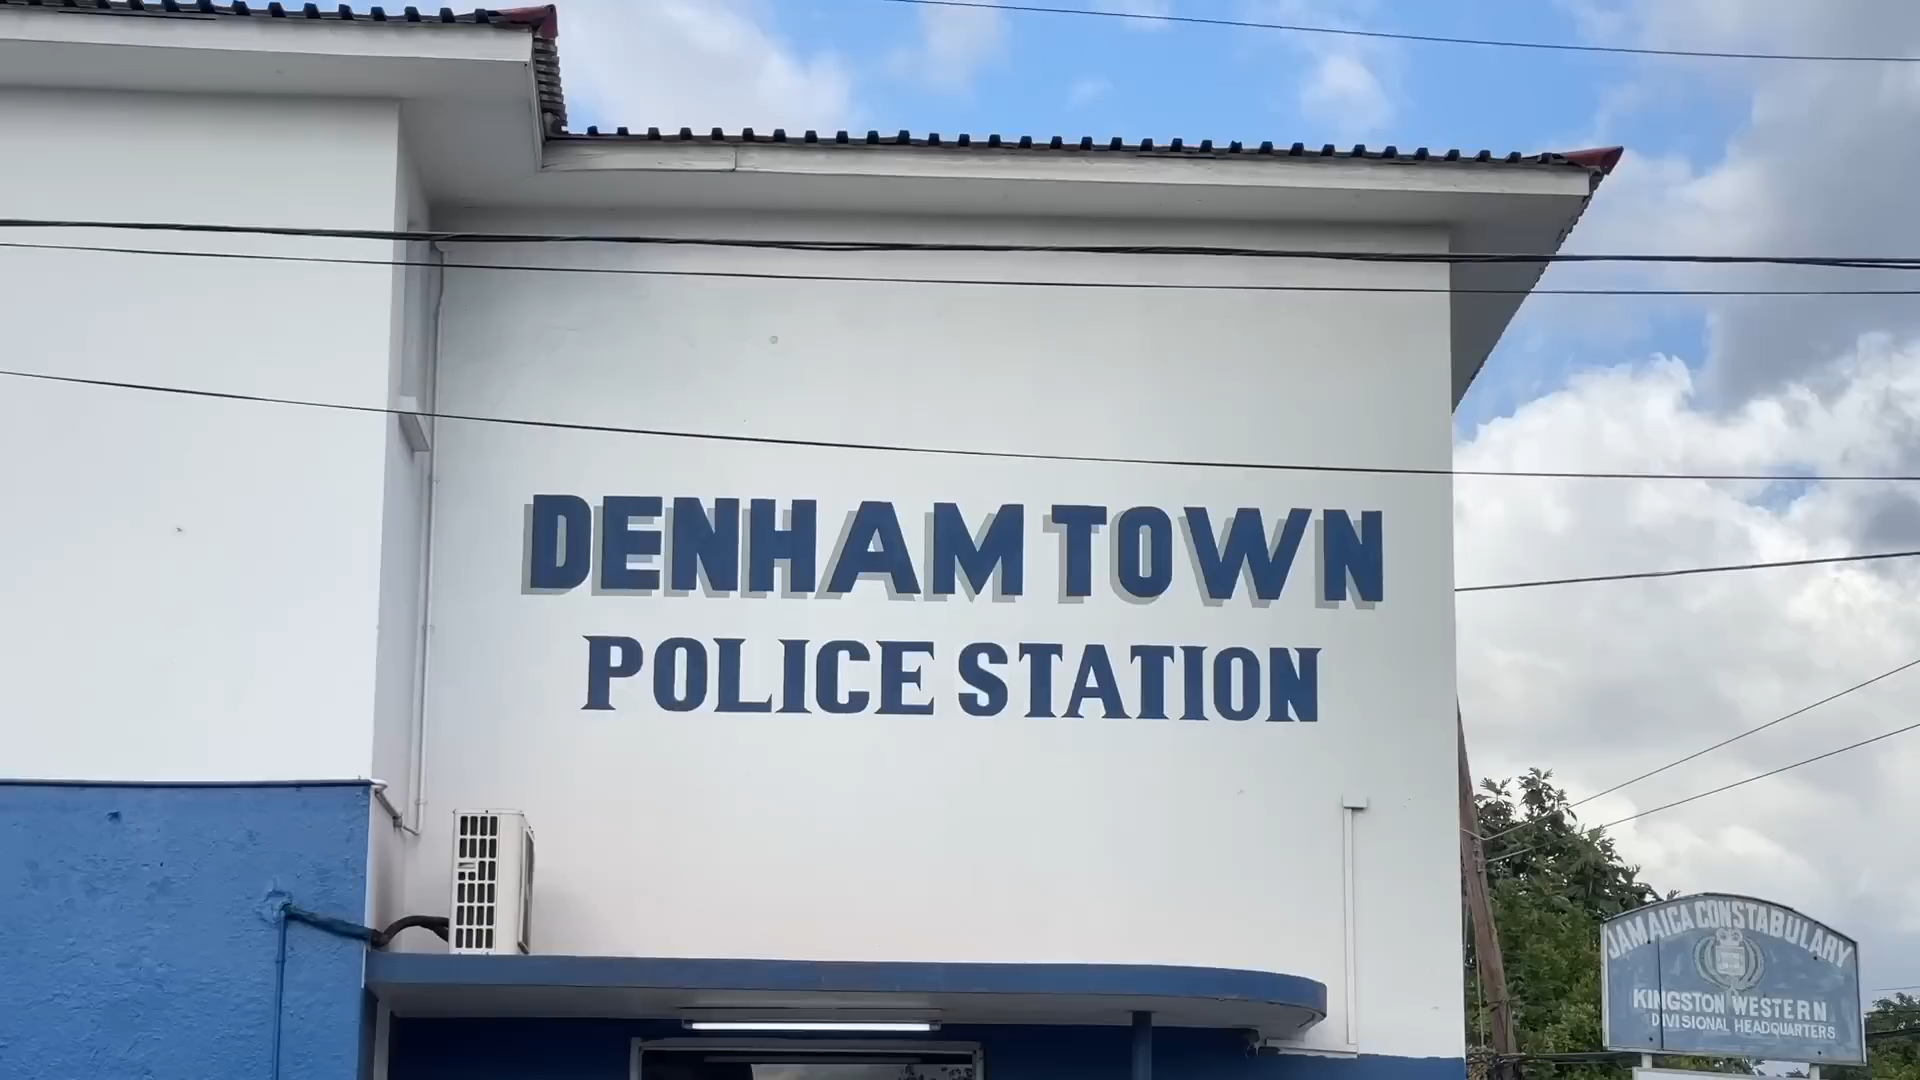 DENHAM TOWN
POLICE STATION
JAMAICA CONSTABULARY
KINGSTON WESTERN
DIVISIONAL HEADQUARTERS